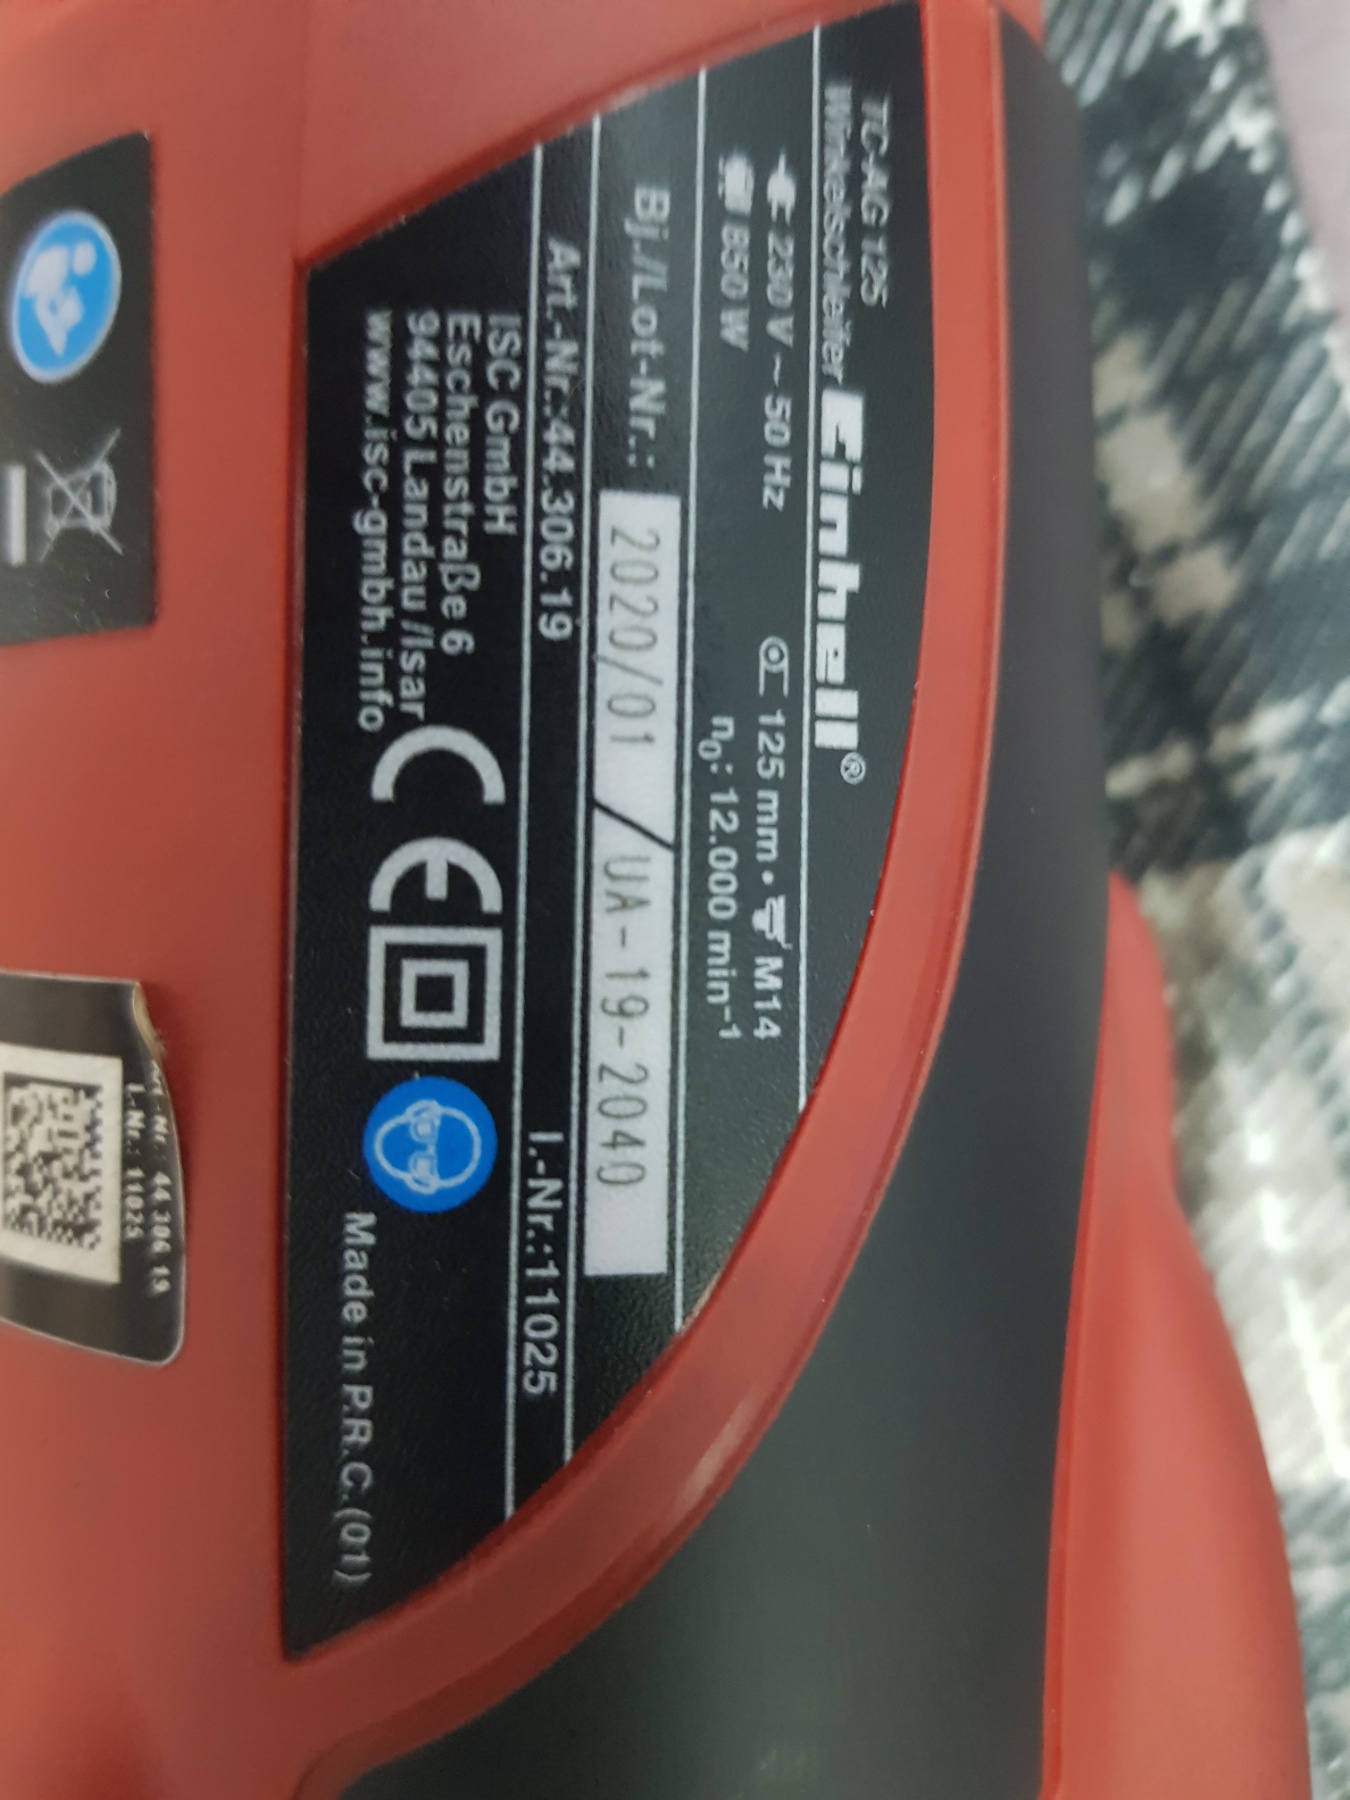 TC-AG 125
Winkelschleifer Einhell®
230 V ~ 50 Hz 125 mm • M14
850 W n₀: 12.000 min⁻¹
Bj./Lot-Nr.: 2020/01 / UA-19-2040
Art.-Nr.:44.306.19 I.-Nr.:11025
ISC GmbH
Eschenstraße 6
94405 Landau /Isar
www.isc-gmbh.info
CE
Made in P.R.C.(01)
44 306 19
I.-Nr.: 11025